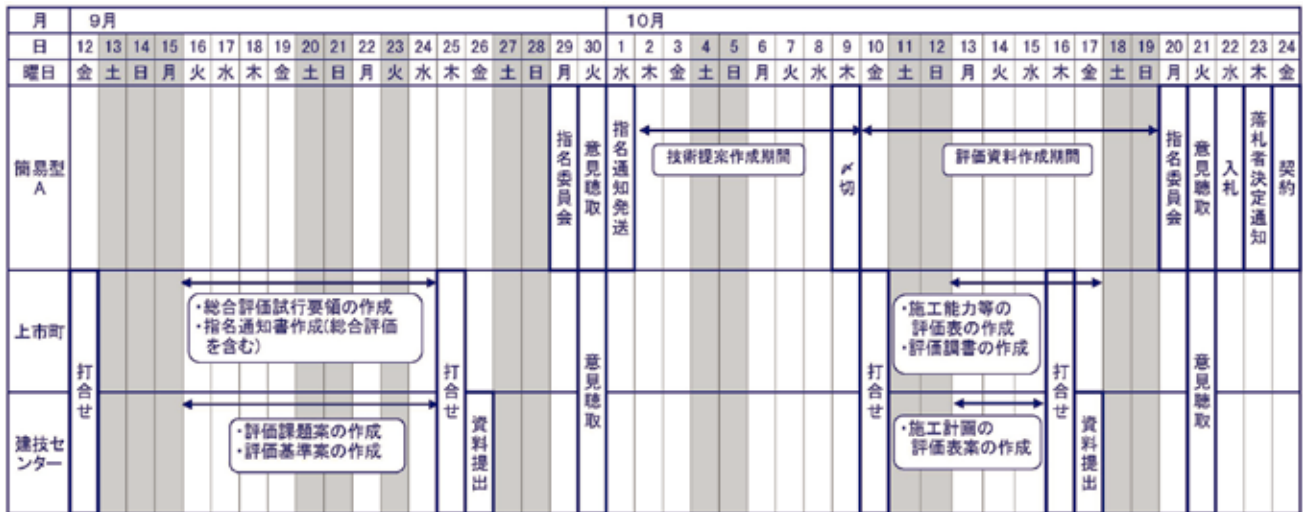 月 9月 10月
日 12 13 14 15 16 17 18 19 20 21 22 23 24 25 26 27 28 29 30 1 2 3 4 5 6 7 8 9 10 11 12 13 14 15 16 17 18 19 20 21 22 23 24
曜日 金 土 日 月 火 水 木 金 土 日 月 火 水 木 金 土 日 月 火 水 木 金 土 日 月 火 水 木 金 土 日 月 火 水 木 金 土 日 月 火 水 木 金
簡易型
A
指名委員会
意見聴取
指名通知発送
技術提案作成期間
〆切
評価資料作成期間
指名委員会
意見聴取
入札
落札者決定通知
契約
上市町
打合せ
・総合評価試行要領の作成
・指名通知書作成(総合評価
を含む)
打合せ
意見聴取
打合せ
・施工能力等の
評価表の作成
・評価調書の作成
打合せ
意見聴取
建技セ
ンター
・評価課題案の作成
・評価基準案の作成
資料提出
・施工計画の
評価表案の作成
資料提出